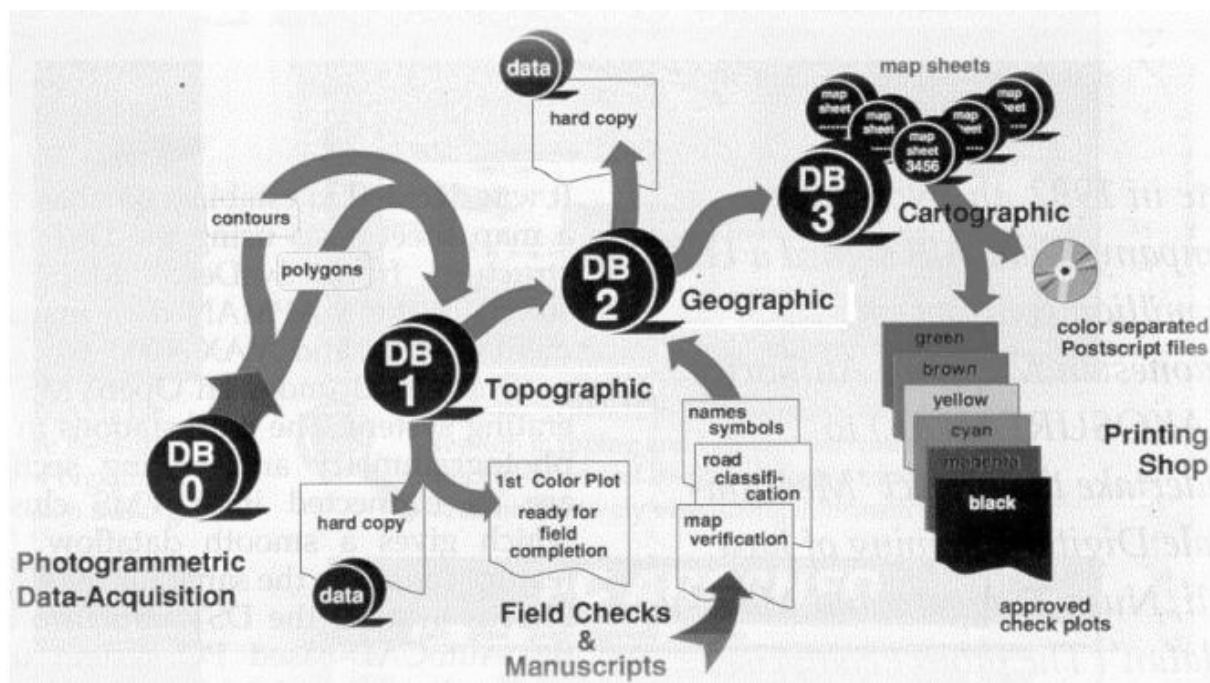 data
hard copy
map sheets
map
sheet
.......
map
sheet
....
map
sheet
3456
map
sheet
....
map
sheet
....
DB
3
Cartographic
contours
polygons
DB
2
Geographic
DB
1
Topographic
DB
0
Photogrammetric
Data-Acquisition
hard copy
data
1st Color Plot
ready for
field
completion
names
symbols
road
classifi-
cation
map
verification
Field Checks
&
Manuscripts
green
brown
yellow
cyan
magenta
black
color separated
Postscript files
Printing
Shop
approved
check plots